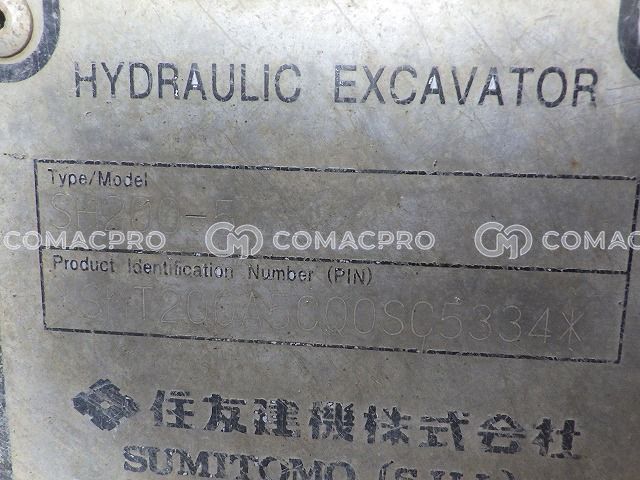 HYDRAULIC EXCAVATOR
Type/Model
SH200-5
COMACPRO COMACPRO COMAC
Product Identification Number (PIN)
住友建機株式会社
SUMITOMO (S.H.I.)